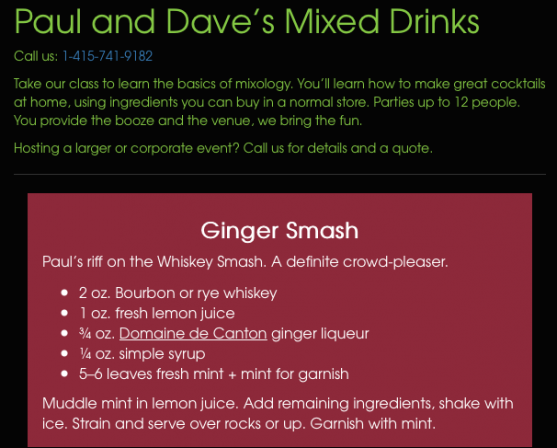 Paul and Dave’s Mixed Drinks
Call us: 1-415-741-9182
Take our class to learn the basics of mixology. You’ll learn how to make great cocktails
at home, using ingredients you can buy in a normal store. Parties up to 12 people.
You provide the booze and the venue, we bring the fun.
Hosting a larger or corporate event? Call us for details and a quote.
Ginger Smash
Paul’s riff on the Whiskey Smash. A definite crowd-pleaser.
• 2 oz. Bourbon or rye whiskey
• 1 oz. fresh lemon juice
• ¾ oz. Domaine de Canton ginger liqueur
• ¼ oz. simple syrup
• 5–6 leaves fresh mint + mint for garnish
Muddle mint in lemon juice. Add remaining ingredients, shake with
ice. Strain and serve over rocks or up. Garnish with mint.